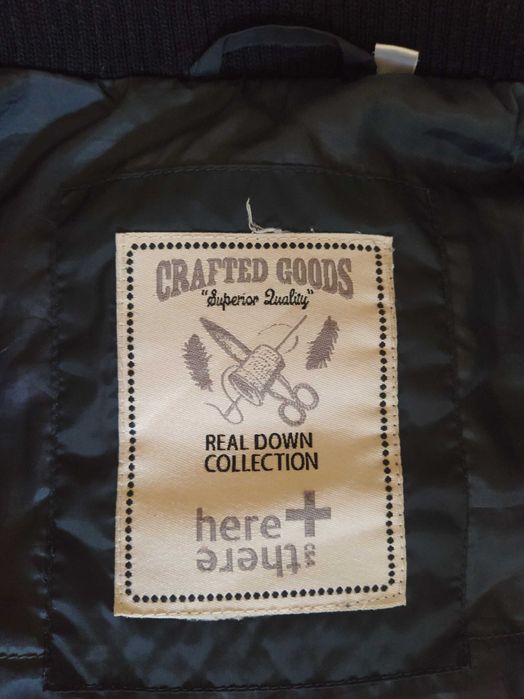 CRAFTED GOODS
"Superior Quality"
REAL DOWN
COLLECTION
here+
there